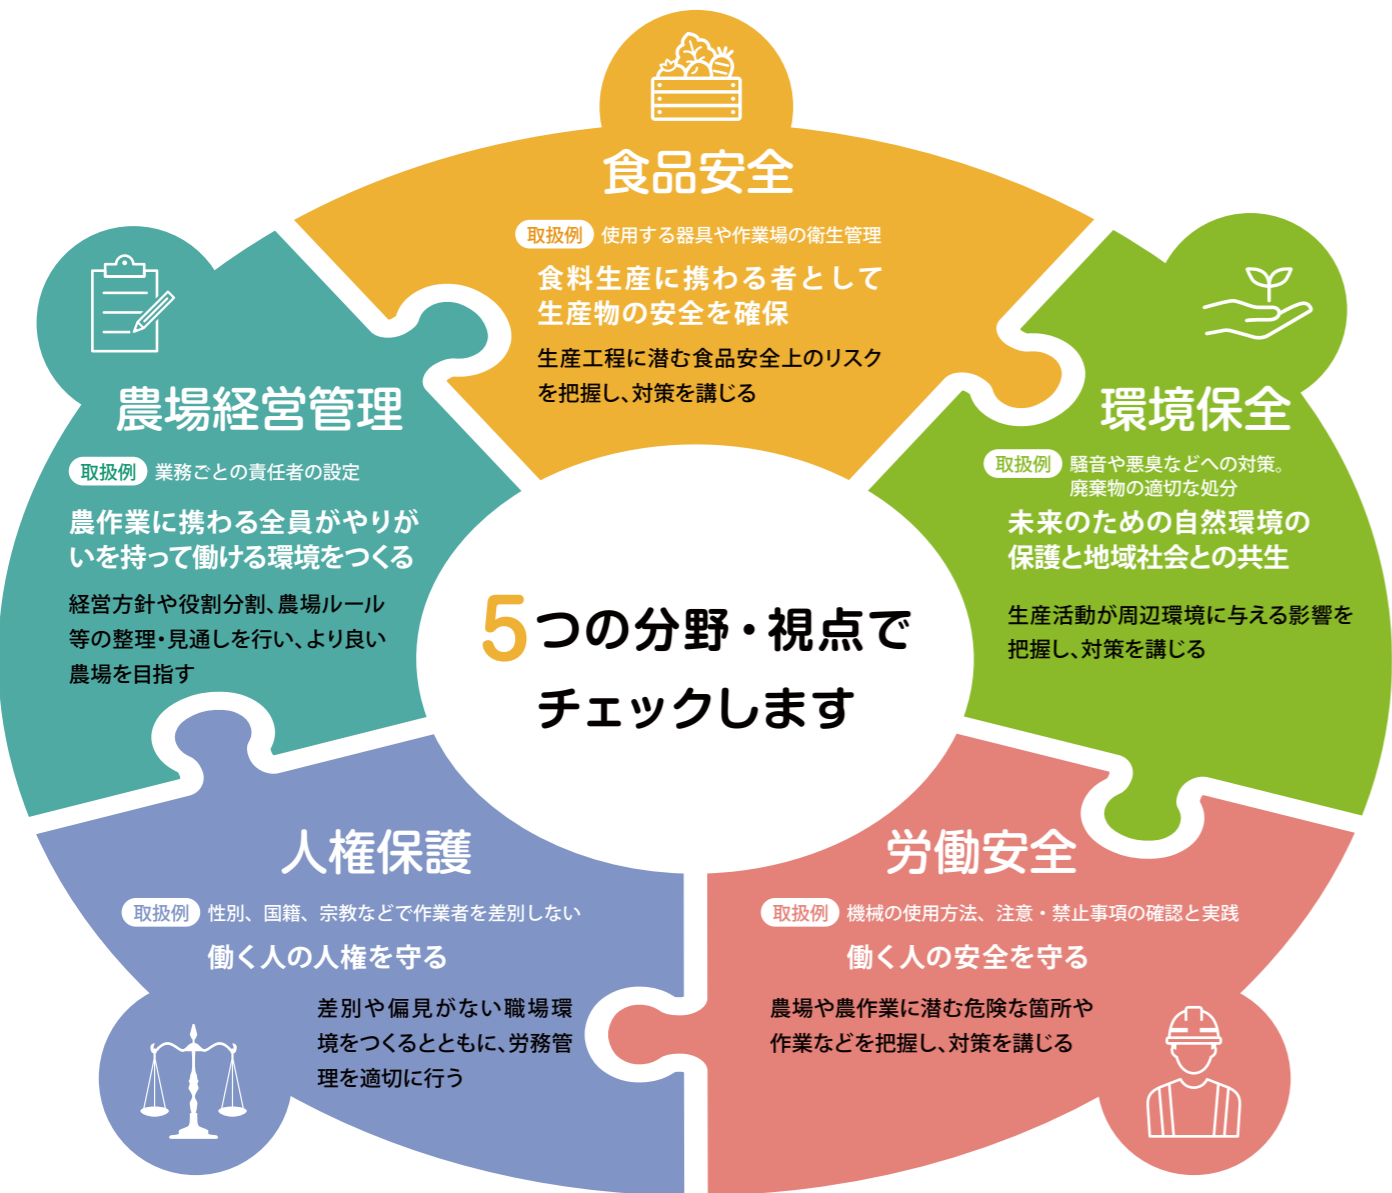 食品安全
取扱例 使用する器具や作業場の衛生管理
食料生産に携わる者として
生産物の安全を確保
生産工程に潜む食品安全上のリスク
を把握し、対策を講じる
環境保全
取扱例 騒音や悪臭などへの対策。
廃棄物の適切な処分
未来のための自然環境の
保護と地域社会との共生
生産活動が周辺環境に与える影響を
把握し、対策を講じる
労働安全
取扱例 機械の使用方法、注意・禁止事項の確認と実践
働く人の安全を守る
農場や農作業に潜む危険な箇所や
作業などを把握し、対策を講じる
人権保護
取扱例 性別、国籍、宗教などで作業者を差別しない
働く人の人権を守る
差別や偏見がない職場環
境をつくるとともに、労務管
理を適切に行う
農場経営管理
取扱例 業務ごとの責任者の設定
農作業に携わる全員がやりが
いを持って働ける環境をつくる
経営方針や役割分割、農場ルール
等の整理・見通しを行い、より良い
農場を目指す
5つの分野・視点で
チェックします